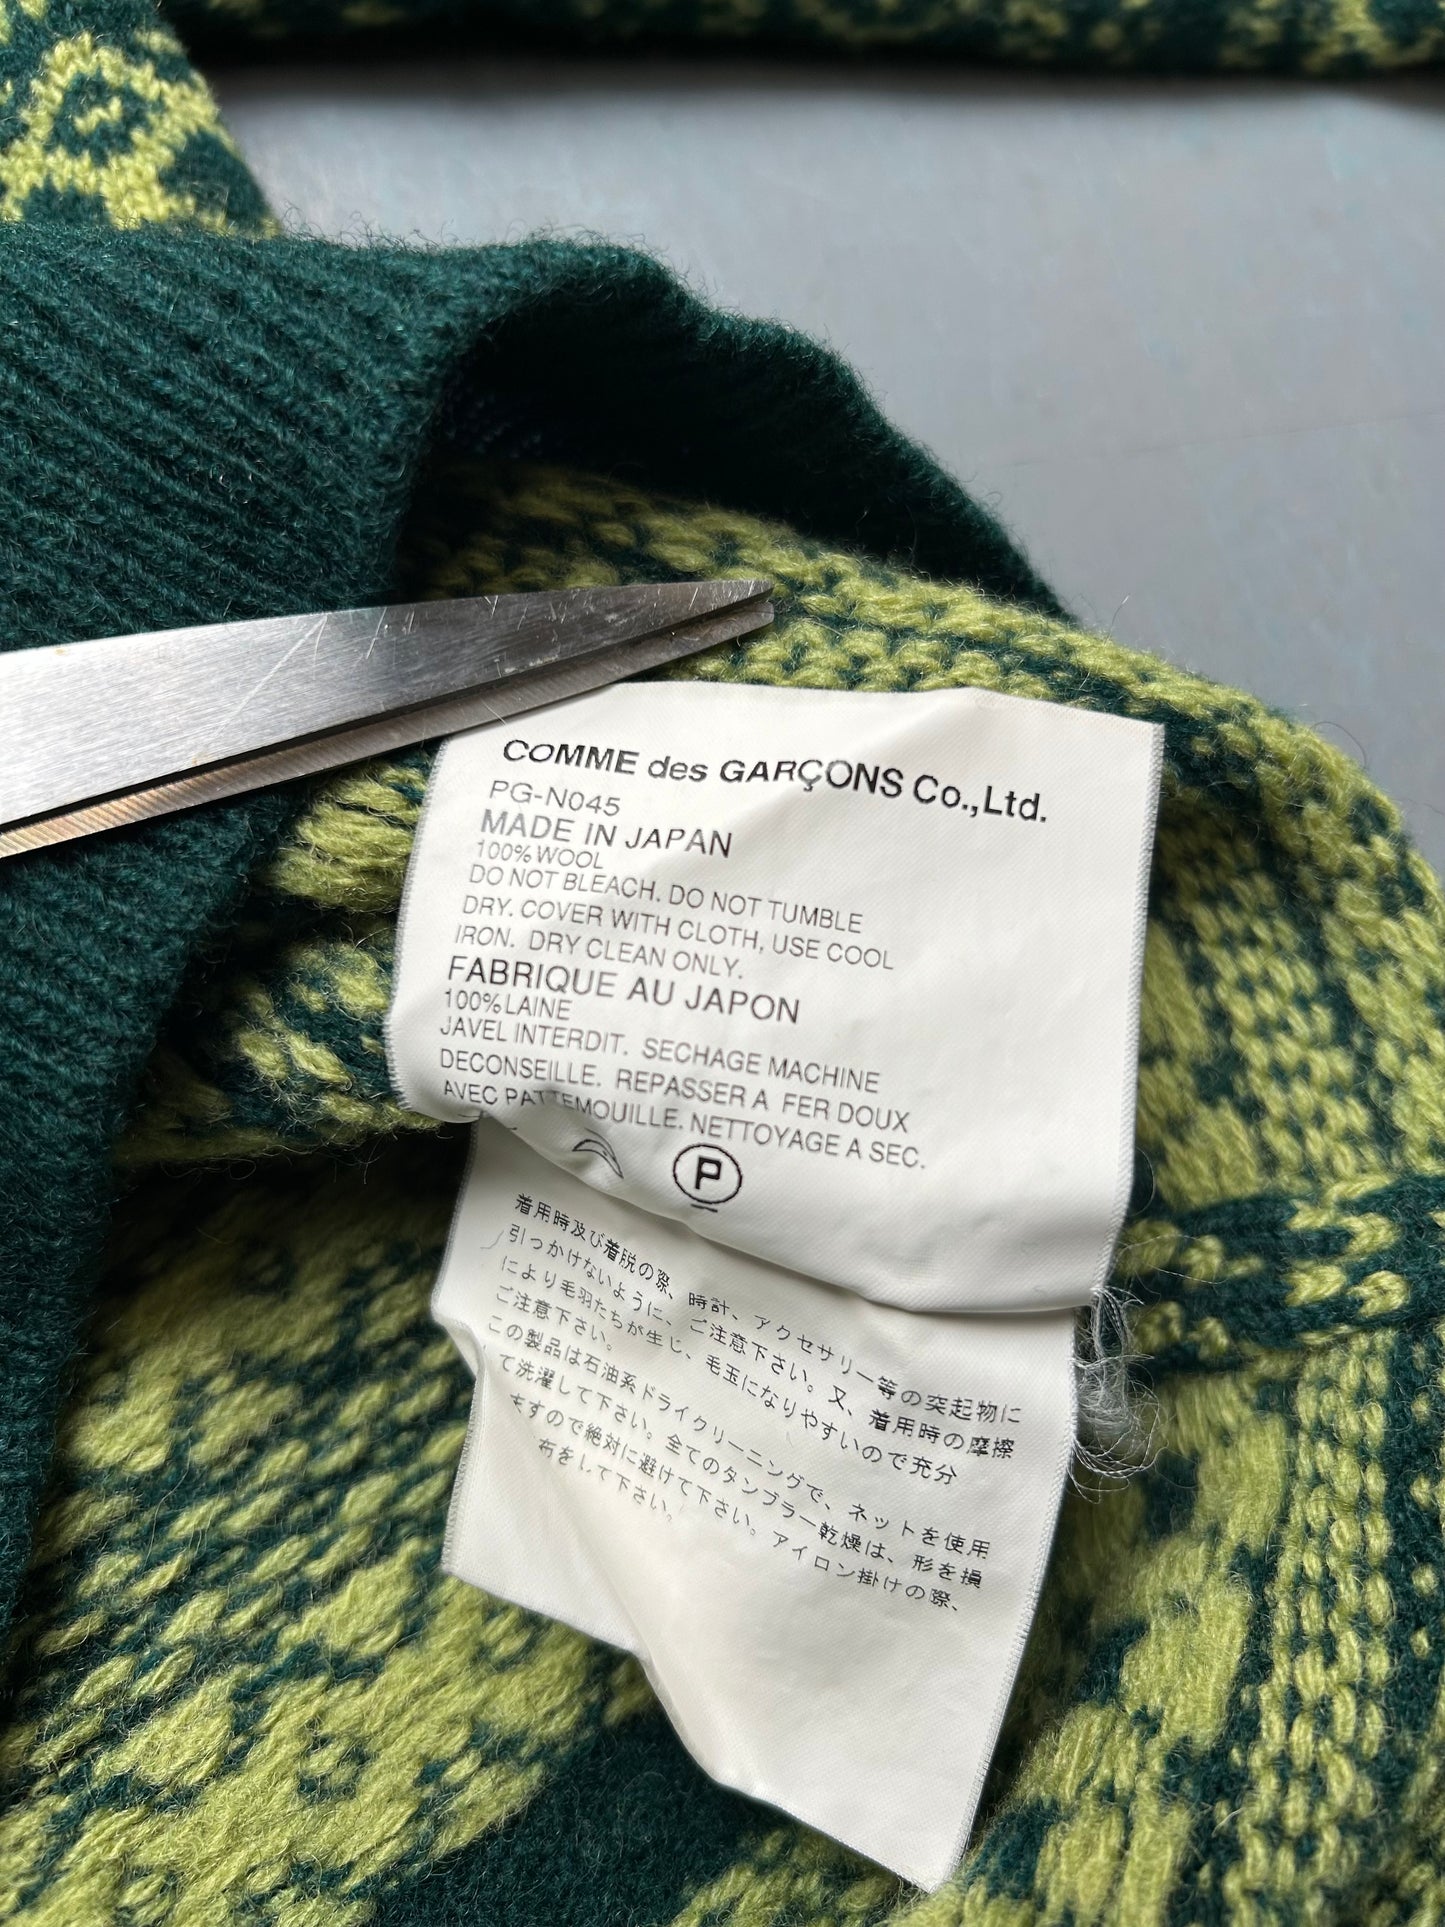 COMME des GARÇONS Co.,Ltd.
PG-N045
MADE IN JAPAN
100%WOOL
DO NOT BLEACH. DO NOT TUMBLE
DRY. COVER WITH CLOTH, USE COOL
IRON. DRY CLEAN ONLY.
FABRIQUE AU JAPON
100%LAINE
JAVEL INTERDIT. SECHAGE MACHINE
DECONSEILLE. REPASSER A FER DOUX
AVEC PATTEMOUILLE. NETTOYAGE A SEC.
P
着用時及び着脱の際、時計、アクセサリー等の突起物に
引っかけないように、ご注意下さい。又、着用時の摩擦
により毛羽たちが生じ、毛玉になりやすいので充分
ご注意下さい。
この製品は石油系ドライクリーニングで、ネットを使用
て洗濯して下さい。全てのタンブラー乾燥は、形を損
ますので絶対に避けて下さい。アイロン掛けの際、
布をして下さい。